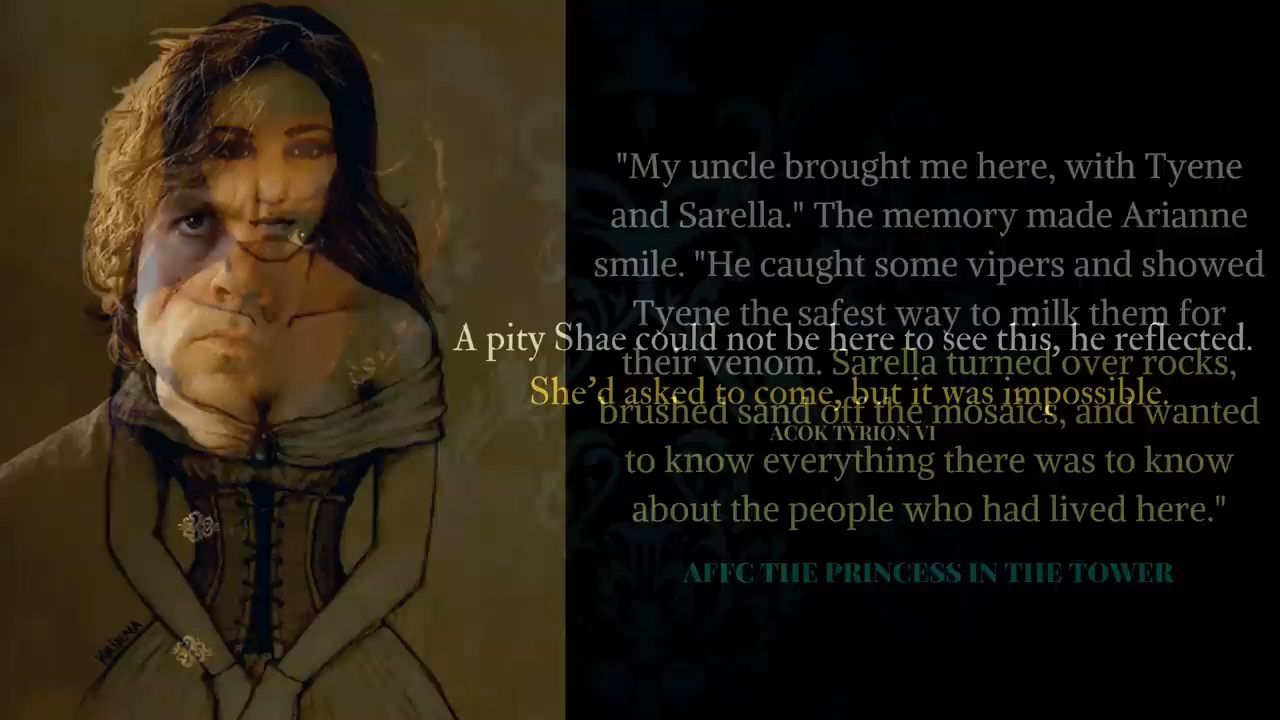 "My uncle brought me here, with Tyene
and Sarella." The memory made Arianne
smile. "He caught some vipers and showed
Tyene the safest way to milk them for
their venom. Sarella turned over rocks,
brushed sand off the mosaics, and wanted
to know everything there was to know
about the people who had lived here."
AFFC THE PRINCESS IN THE TOWER
A pity Shae could not be here to see this, he reflected.
She'd asked to come, but it was impossible.
ACOK TYRION VI